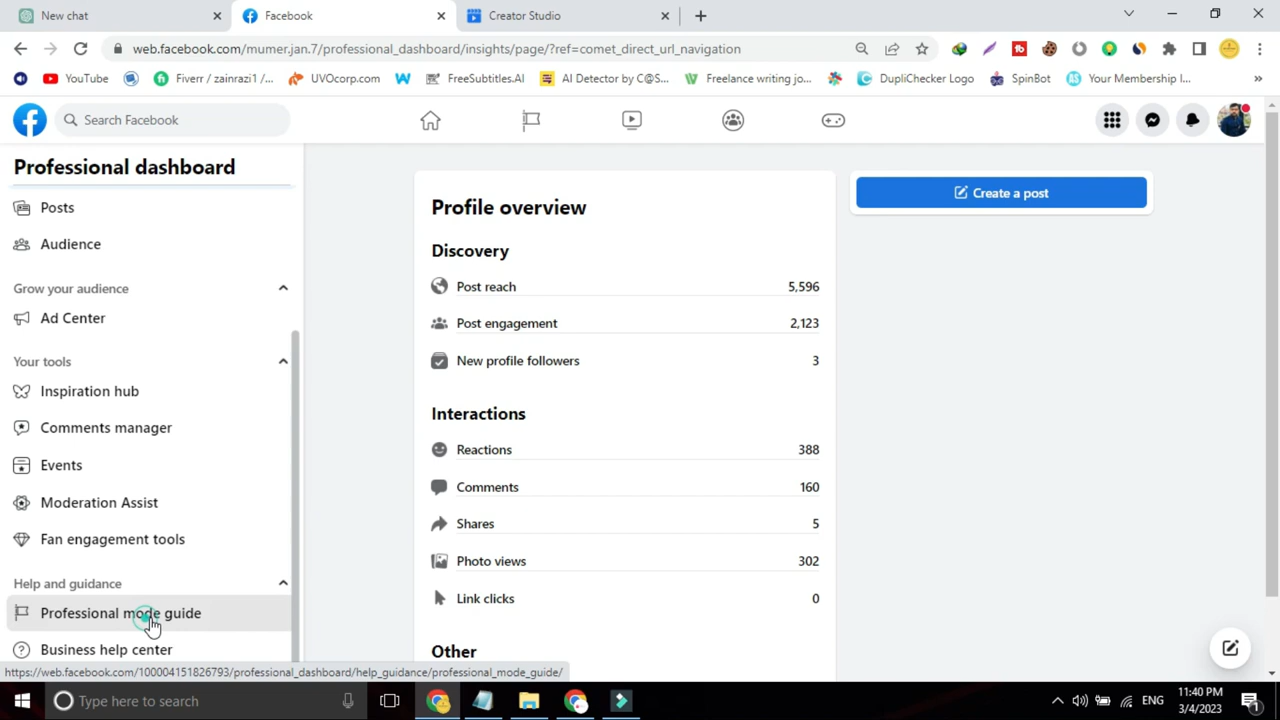 New chat
Facebook
Creator Studio
web.facebook.com/mumer.jan.7/professional_dashboard/insights/page/?ref=comet_direct_url_navigation
YouTube
Fiverr / zainrazi1 /...
UVOcorp.com
FreeSubtitles.AI
AI Detector by C@S...
Freelance writing jo...
DupliChecker Logo
SpinBot
Your Membership I...
»
Search Facebook
Professional dashboard
Posts
Audience
Grow your audience
Ad Center
Your tools
Inspiration hub
Comments manager
Events
Moderation Assist
Fan engagement tools
Help and guidance
Professional mode guide
Business help center
https://web.facebook.com/100004151826793/professional_dashboard/help_guidance/professional_mode_guide/
Profile overview
Discovery
Post reach 5,596
Post engagement 2,123
New profile followers 3
Interactions
Reactions 388
Comments 160
Shares 5
Photo views 302
Link clicks 0
Other
Create a post
Type here to search
ENG
11:40 PM
3/4/2023
1